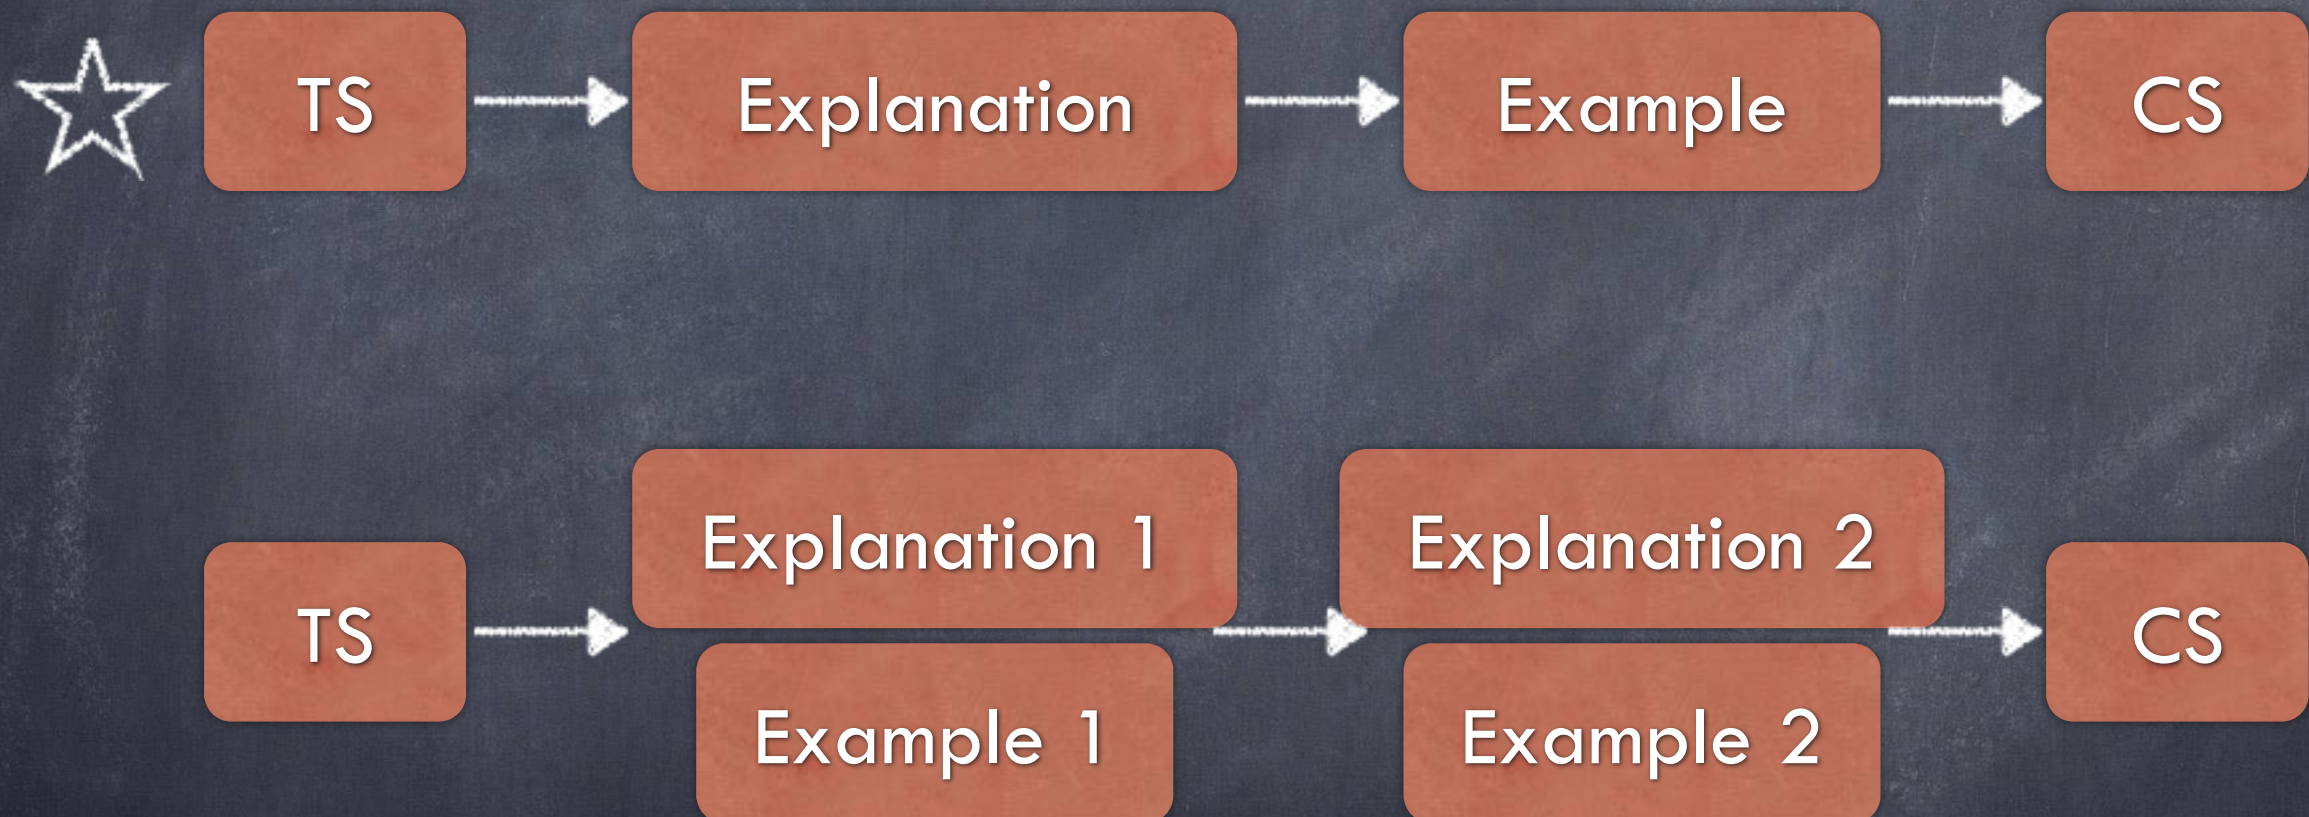 TS
Explanation
Example
CS
TS
Explanation 1
Example 1
Explanation 2
Example 2
CS